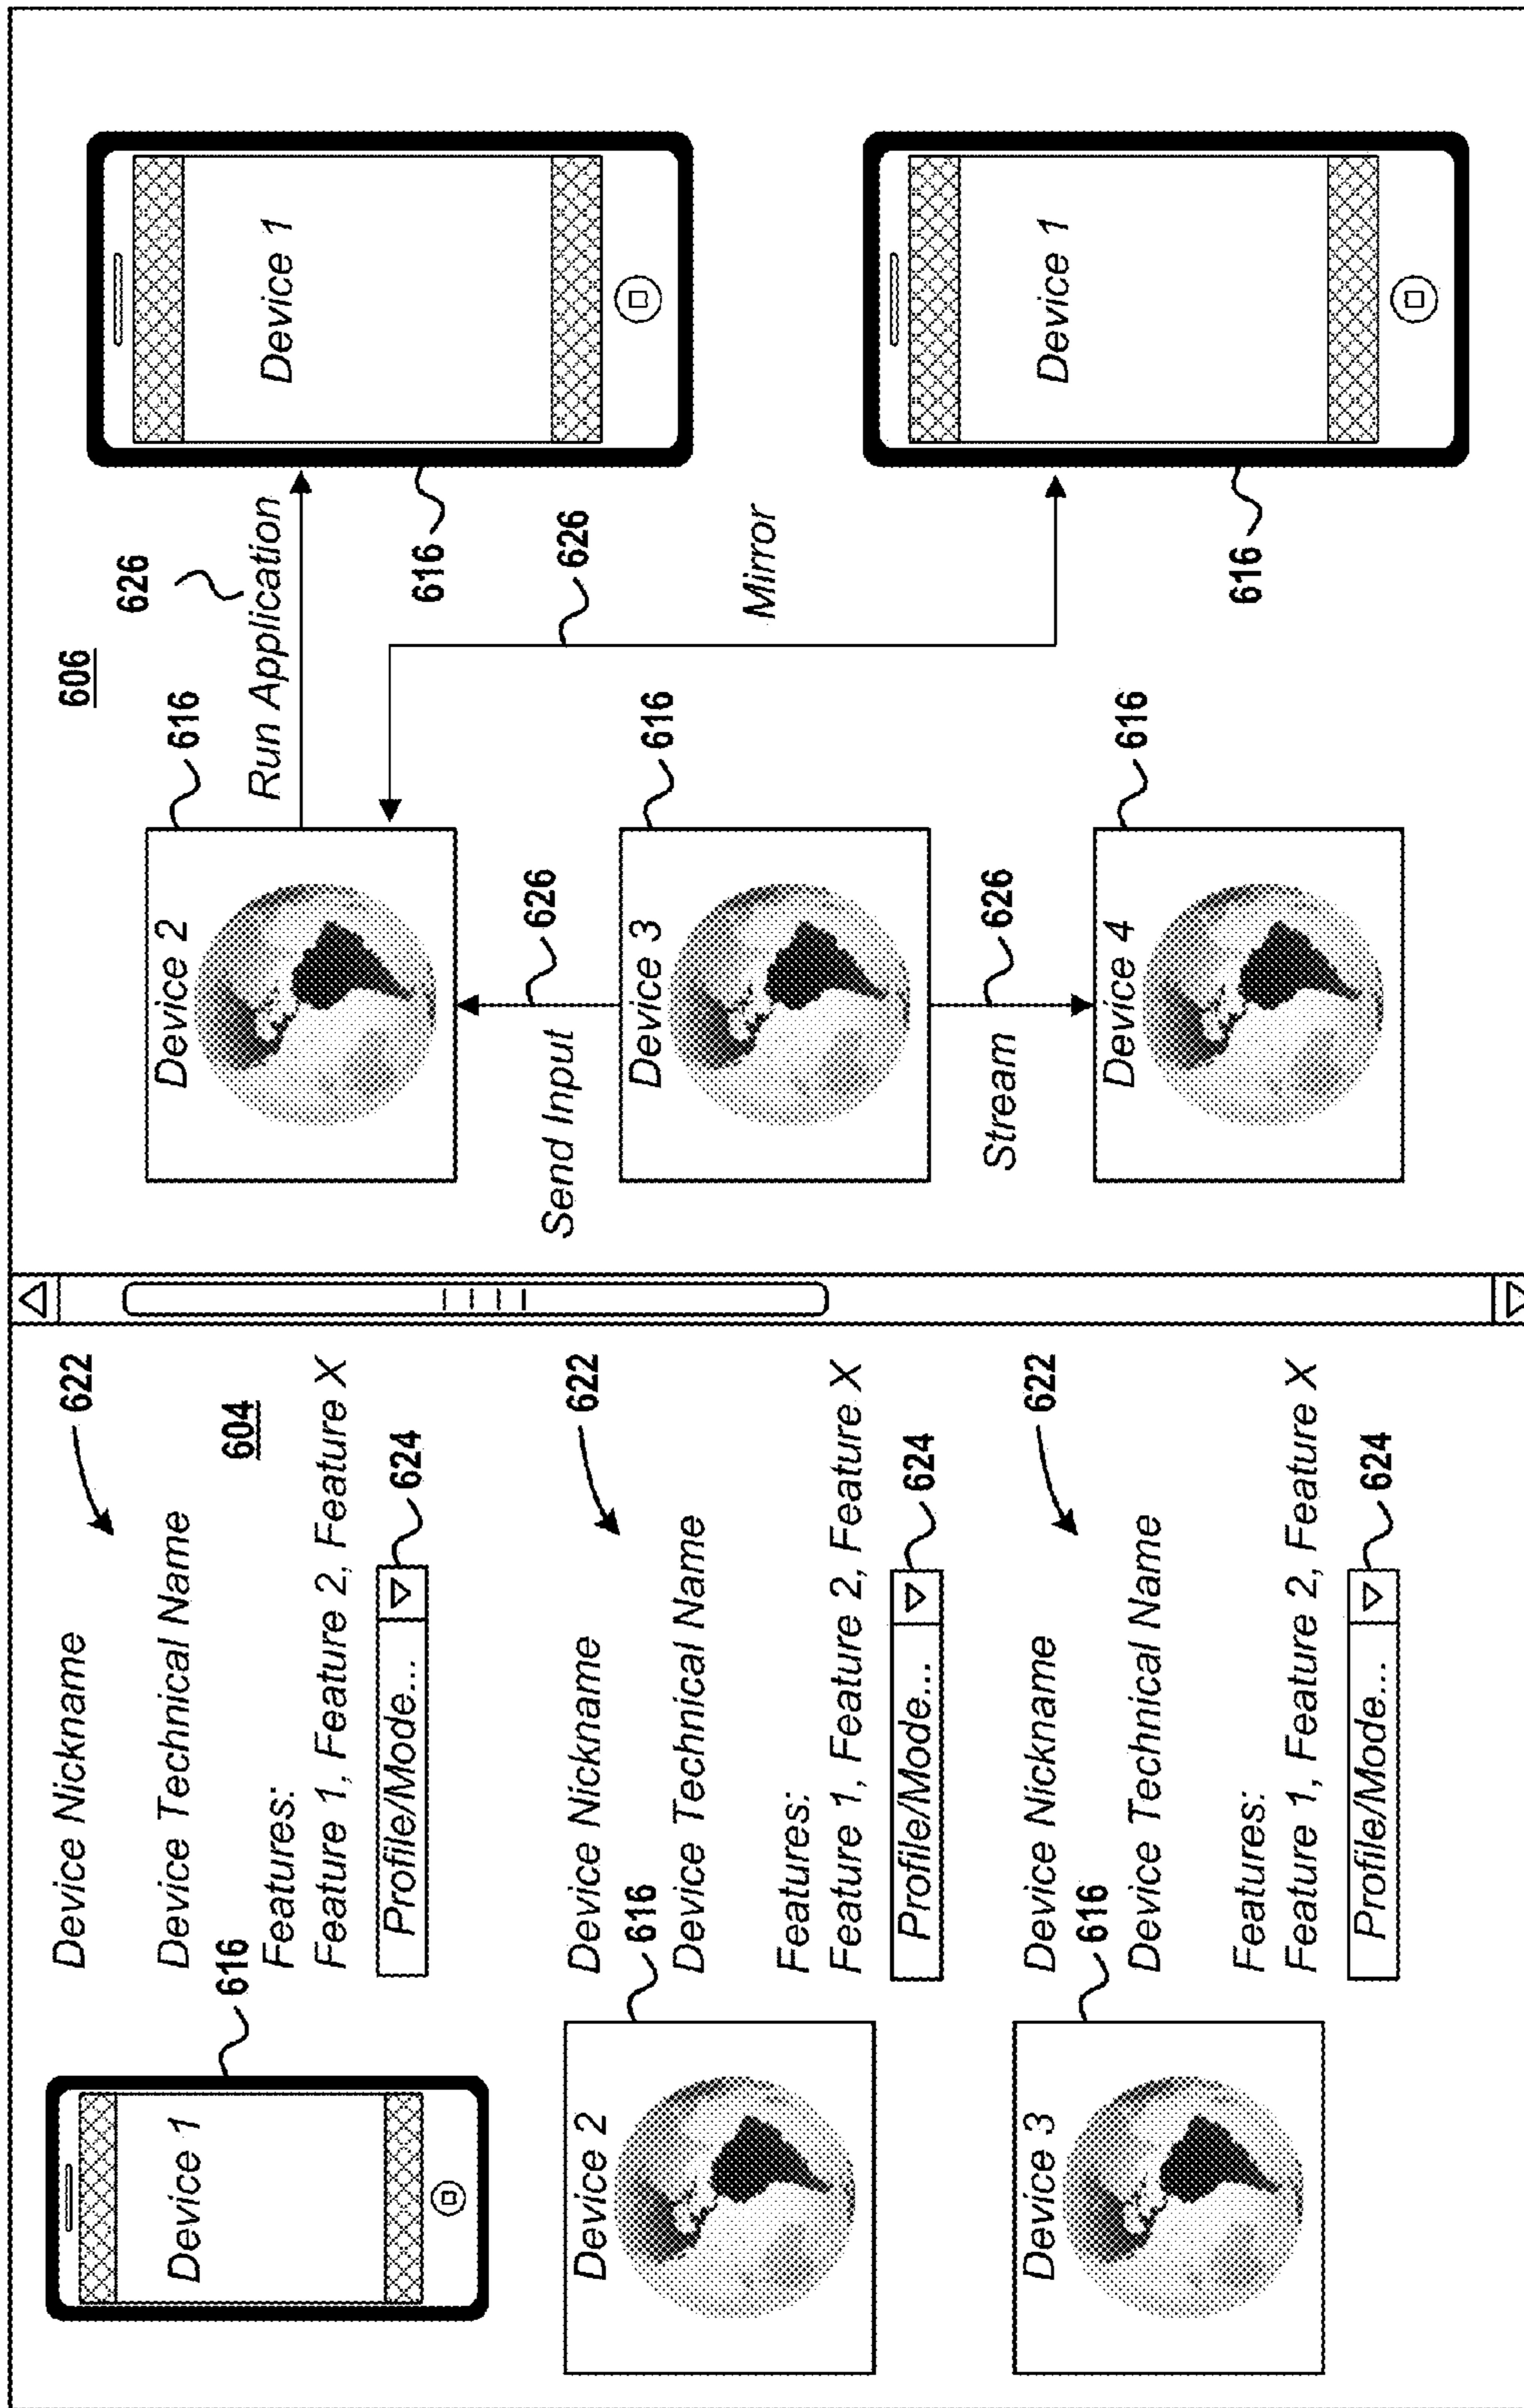 Device 1
616
Device Nickname
622
Device Technical Name
604
Features:
Feature 1, Feature 2, Feature X
Profile/Mode...
624
Device 2
616
Device Nickname
622
Device Technical Name
Features:
Feature 1, Feature 2, Feature X
Profile/Mode...
624
Device 3
616
Device Nickname
622
Device Technical Name
Features:
Feature 1, Feature 2, Feature X
Profile/Mode...
624
606
Device 2
616
626
Run Application
Device 1
616
Send Input
626
626
Device 3
616
Mirror
Stream
626
Device 1
616
Device 4
616